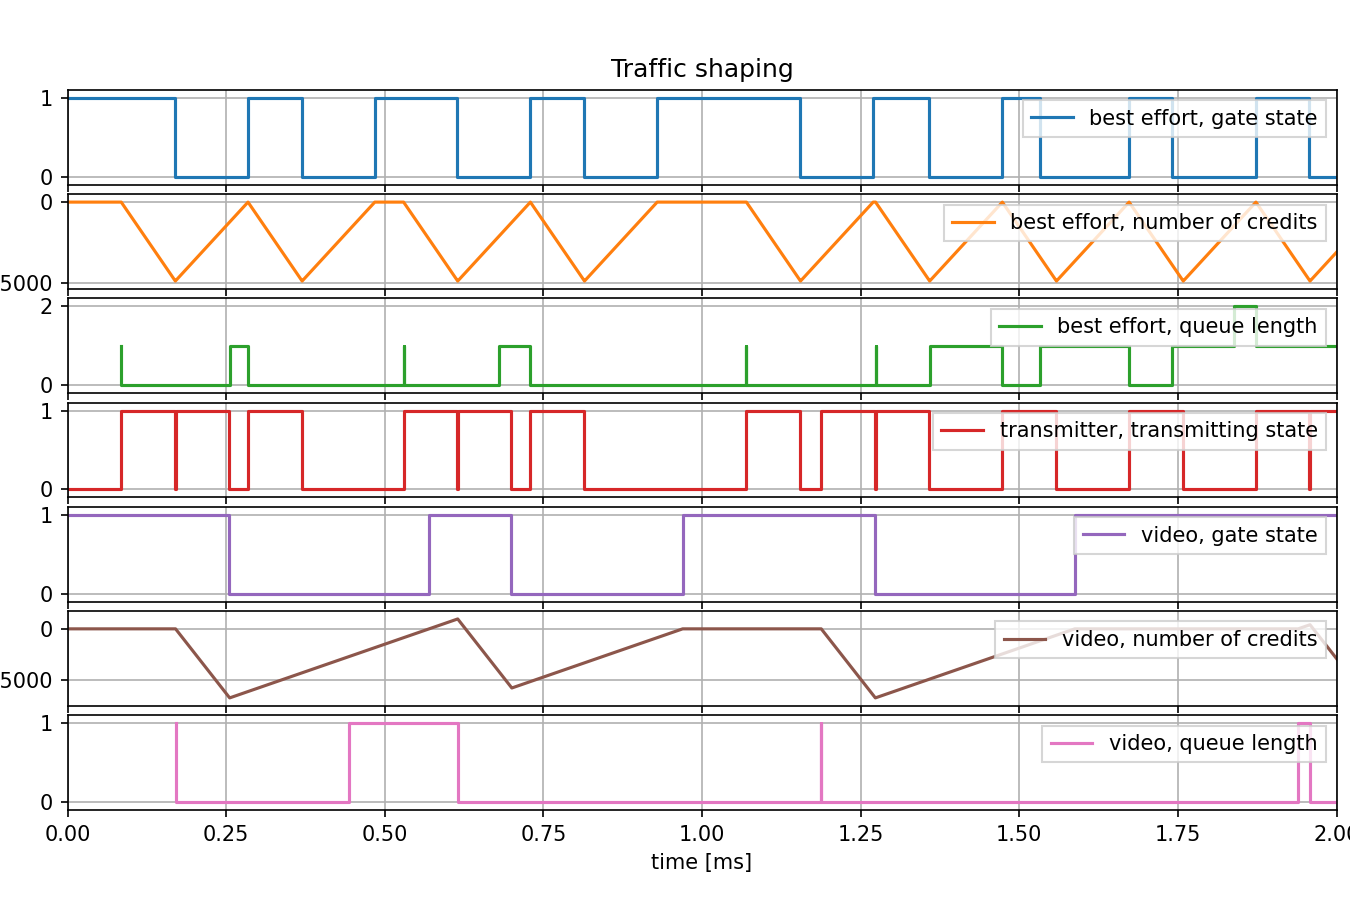 Traffic shaping
1
best effort, gate state
0
0
best effort, number of credits
5000
2
best effort, queue length
0
1
transmitter, transmitting state
0
1
video, gate state
0
0
video, number of credits
5000
1
video, queue length
0
0.00 0.25 0.50 0.75 1.00 1.25 1.50 1.75 2.00
time [ms]